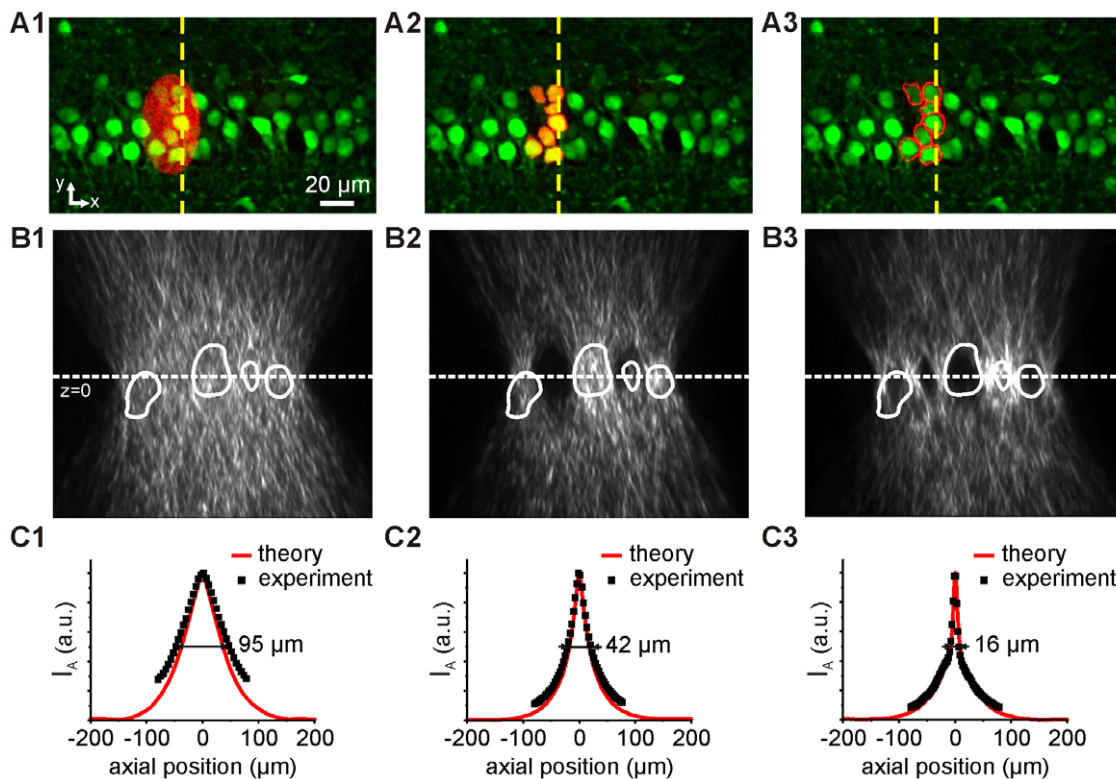 A1 A2 A3
y
x
20 µm
B1 B2 B3
z=0
C1 C2 C3
theory
experiment
95 µm
I_A (a.u.)
-200 -100 0 100 200
axial position (µm)
theory
experiment
42 µm
I_A (a.u.)
-200 -100 0 100 200
axial position (µm)
theory
experiment
16 µm
I_A (a.u.)
-200 -100 0 100 200
axial position (µm)